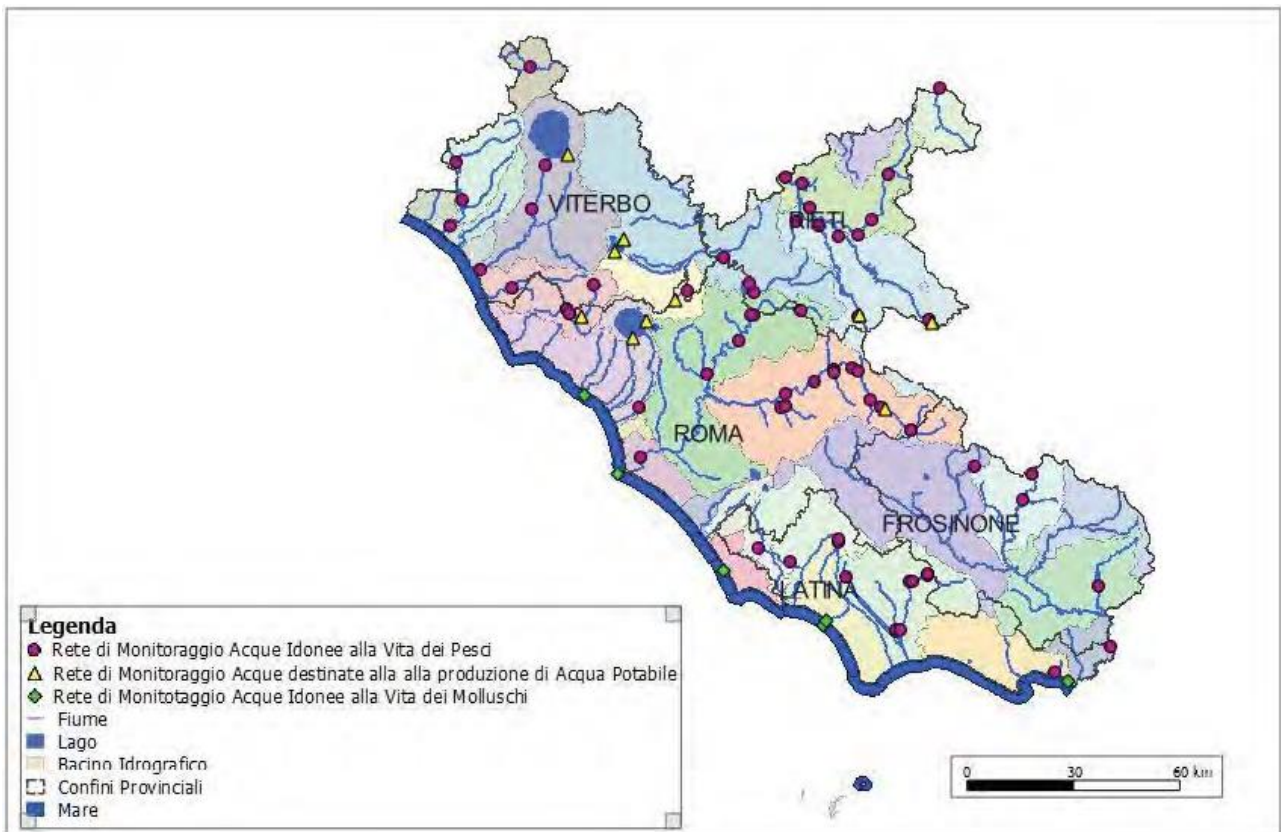 VITERBO
RIETI
ROMA
FROSINONE
LATINA
Legenda
Rete di Monitoraggio Acque Idonee alla Vita dei Pesci
Rete di Monitoraggio Acque destinate alla alla produzione di Acqua Potabile
Rete di Monitotaggio Acque Idonee alla Vita dei Molluschi
Fiume
Lago
Bacino Idrografico
Confini Provinciali
Mare
0 30 60 km